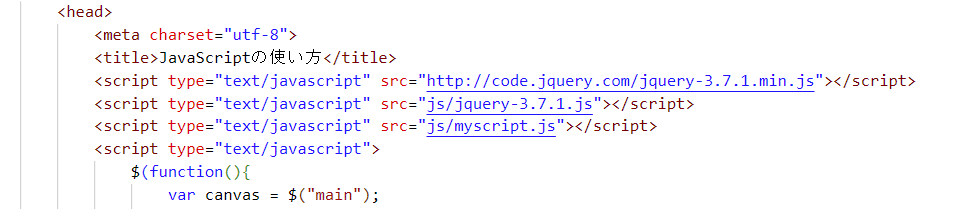 <head>
<meta charset="utf-8">
<title>JavaScriptの使い方</title>
<script type="text/javascript" src="http://code.jquery.com/jquery-3.7.1.min.js"></script>
<script type="text/javascript" src="js/jquery-3.7.1.js"></script>
<script type="text/javascript" src="js/myscript.js"></script>
<script type="text/javascript">
$(function(){
var canvas = $("main");